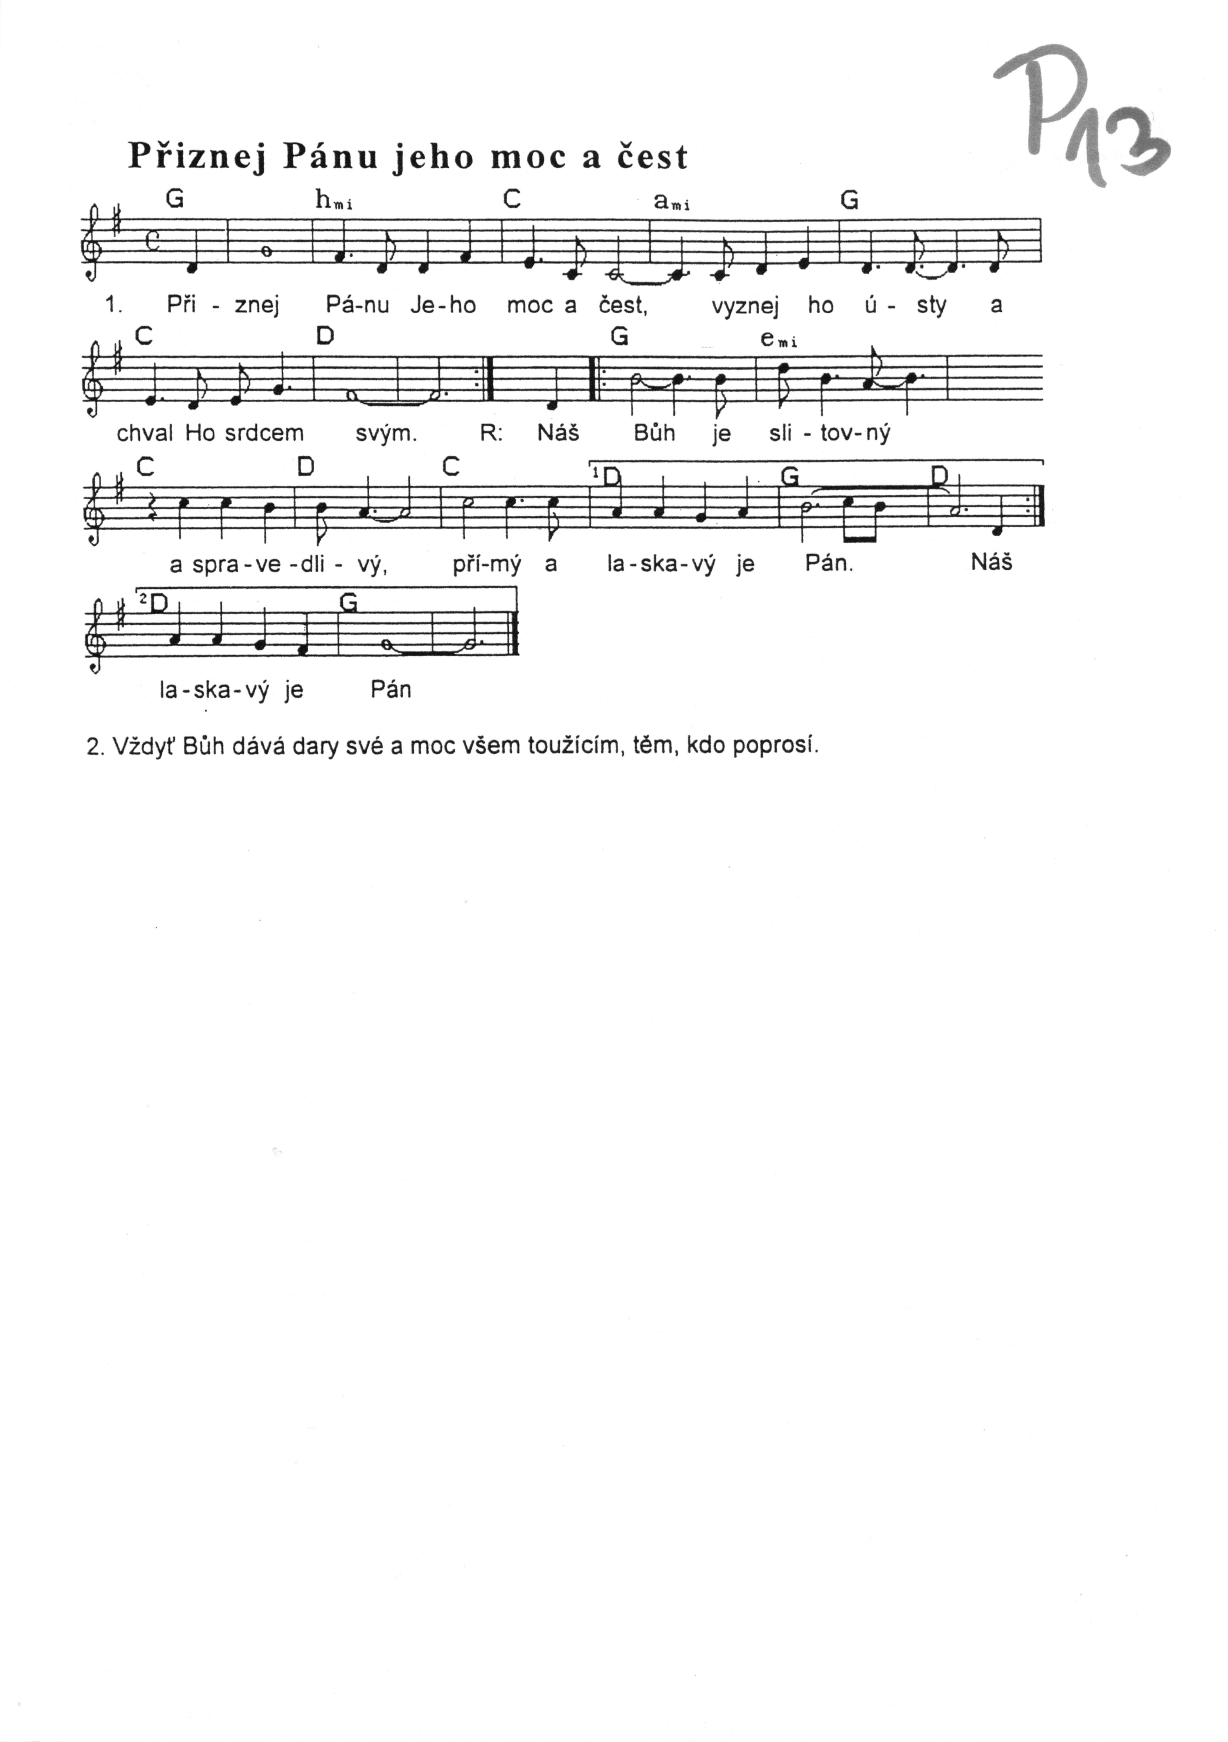 P13
Přiznej Pánu jeho moc a čest
G hmi C ami G
1. Při - znej Pá-nu Je-ho moc a čest, vyznej ho ú - sty a
C D G emi
chval Ho srdcem svým. R: Náš Bůh je sli - tov-ný
C D C 1D G D
a spra-ve-dli - vý, pří-mý a la-ska-vý je Pán. Náš
2D G
la-ska-vý je Pán
2. Vždyť Bůh dává dary své a moc všem toužícím, těm, kdo poprosí.